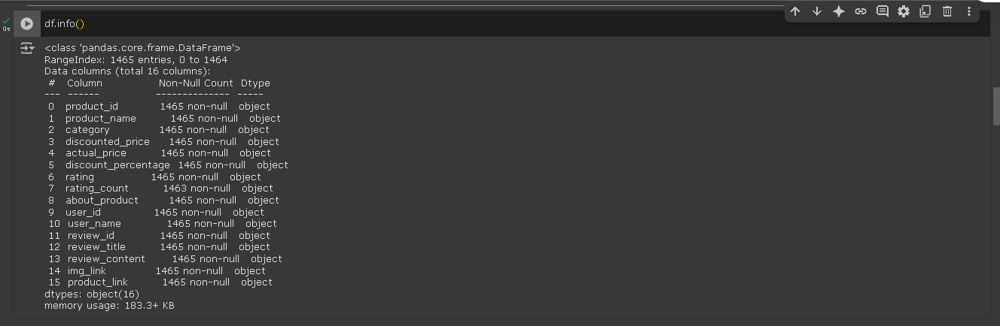 df.info()
0s
<class 'pandas.core.frame.DataFrame'>
RangeIndex: 1465 entries, 0 to 1464
Data columns (total 16 columns):
# Column Non-Null Count Dtype
--- ------ -------------- -----
0 product_id 1465 non-null object
1 product_name 1465 non-null object
2 category 1465 non-null object
3 discounted_price 1465 non-null object
4 actual_price 1465 non-null object
5 discount_percentage 1465 non-null object
6 rating 1465 non-null object
7 rating_count 1463 non-null object
8 about_product 1465 non-null object
9 user_id 1465 non-null object
10 user_name 1465 non-null object
11 review_id 1465 non-null object
12 review_title 1465 non-null object
13 review_content 1465 non-null object
14 img_link 1465 non-null object
15 product_link 1465 non-null object
dtypes: object(16)
memory usage: 183.3+ KB